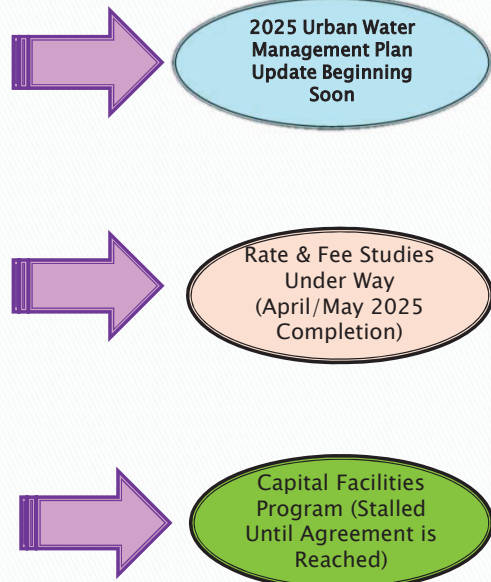 2025 Urban Water
Management Plan
Update Beginning
Soon
Rate & Fee Studies
Under Way
(April/May 2025
Completion)
Capital Facilities
Program (Stalled
Until Agreement is
Reached)